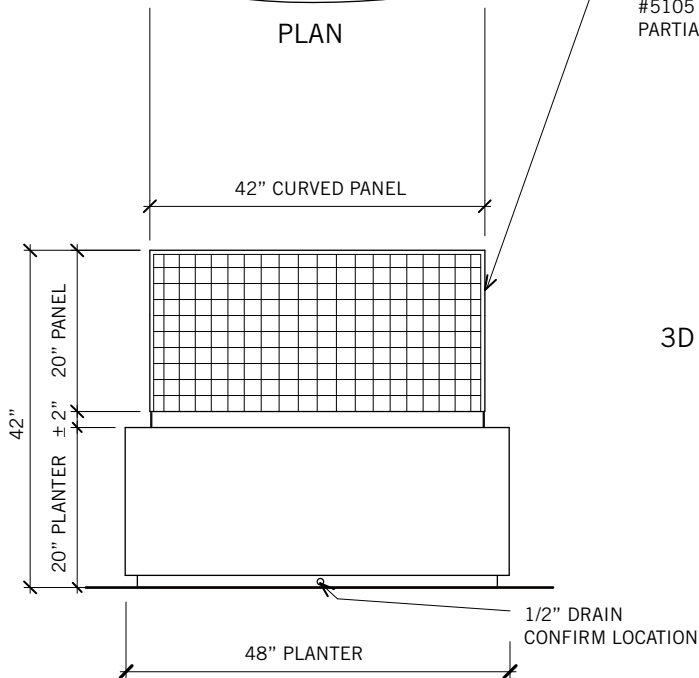 #5105
PARTIA
PLAN
42” CURVED PANEL
20” PANEL
3D
42”
± 2”
20” PLANTER
1/2” DRAIN
CONFIRM LOCATION
48” PLANTER